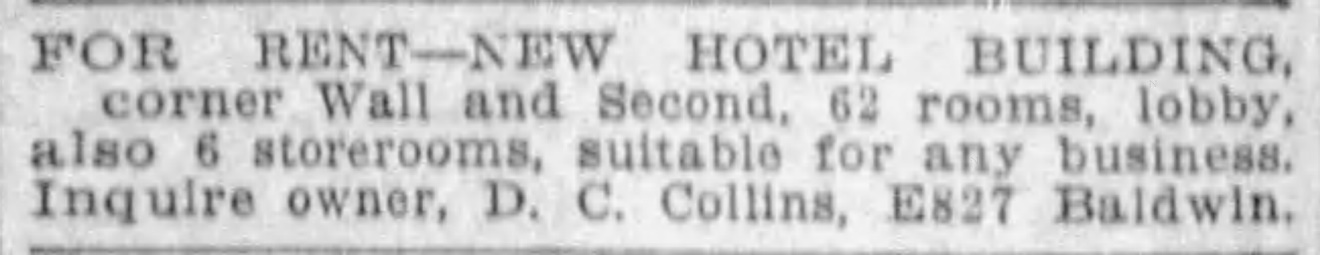 FOR RENT—NEW HOTEL BUILDING,
corner Wall and Second, 62 rooms, lobby,
also 6 storerooms, suitable for any business.
Inquire owner, D. C. Collins, E827 Baldwin.